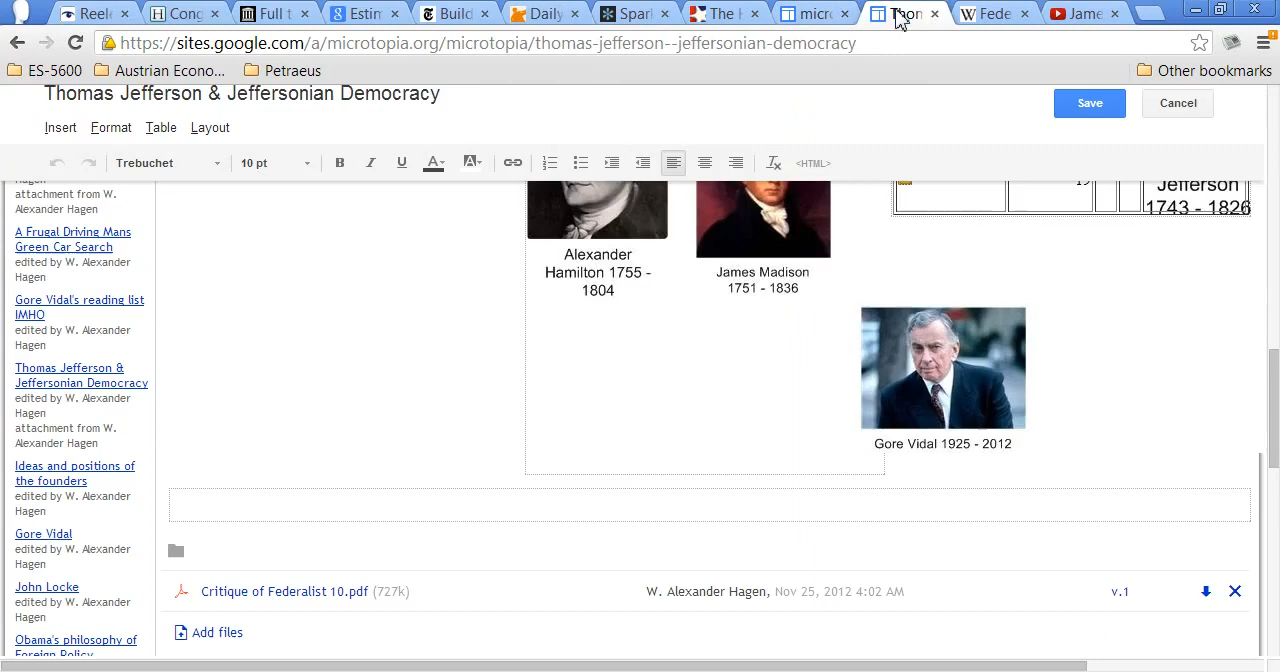 Reele
Cong
Full t
Estin
Build
Daily
Spar
The H
micro
Thon
Fede
Jame
https://sites.google.com/a/microtopia.org/microtopia/thomas-jefferson--jeffersonian-democracy
ES-5600
Austrian Econo...
Petraeus
Other bookmarks
Thomas Jefferson & Jeffersonian Democracy
Save
Cancel
Insert
Format
Table
Layout
Trebuchet
10 pt
B I U A A
<HTML>
Hagen
attachment from W.
Alexander Hagen
A Frugal Driving Mans
Green Car Search
edited by W. Alexander
Hagen
Gore Vidal's reading list
IMHO
edited by W. Alexander
Hagen
Thomas Jefferson &
Jeffersonian Democracy
edited by W. Alexander
Hagen
attachment from W.
Alexander Hagen
Ideas and positions of
the founders
edited by W. Alexander
Hagen
Gore Vidal
edited by W. Alexander
Hagen
John Locke
edited by W. Alexander
Hagen
Obama's philosophy of
Foreign Policy
Jefferson
1743 - 1826
Alexander
Hamilton 1755 -
1804
James Madison
1751 - 1836
Gore Vidal 1925 - 2012
Critique of Federalist 10.pdf (727k)
W. Alexander Hagen, Nov 25, 2012 4:02 AM
v.1
Add files